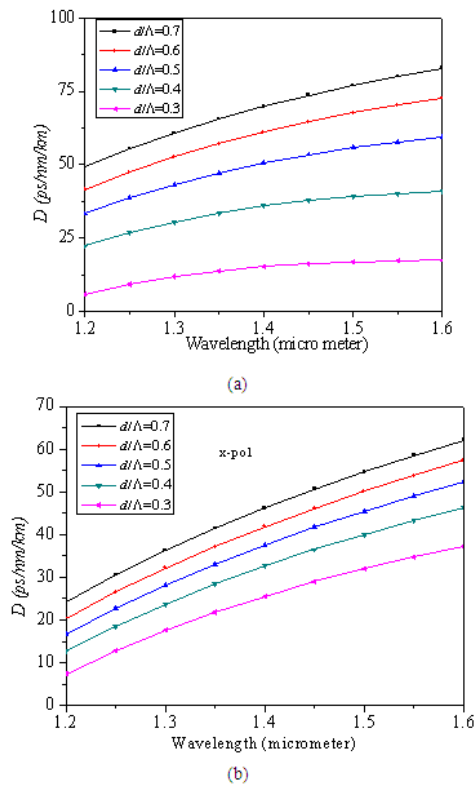 100
75
50
25
0
D (ps/nm/km)
d/Λ=0.7
d/Λ=0.6
d/Λ=0.5
d/Λ=0.4
d/Λ=0.3
1.2 1.3 1.4 1.5 1.6
Wavelength (micro meter)
(a)
70
60
50
40
30
20
10
0
D (ps/nm/km)
d/Λ=0.7
d/Λ=0.6
d/Λ=0.5
d/Λ=0.4
d/Λ=0.3
x-pol
1.2 1.3 1.4 1.5 1.6
Wavelength (micrometer)
(b)